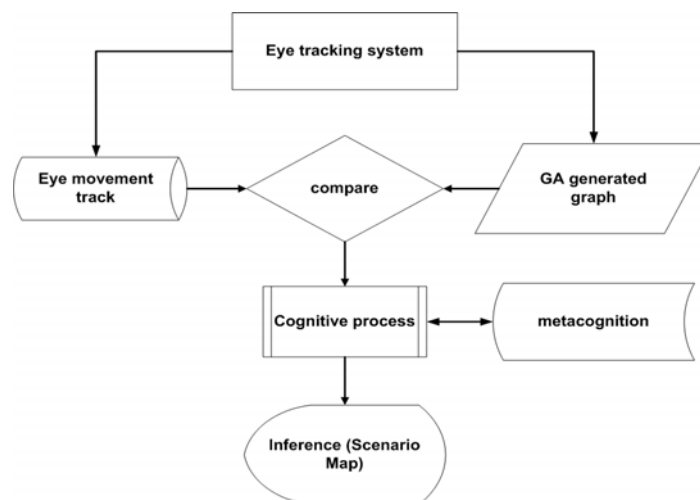 Eye tracking system
Eye movement
track
compare
GA generated
graph
Cognitive process
metacognition
Inference (Scenario
Map)